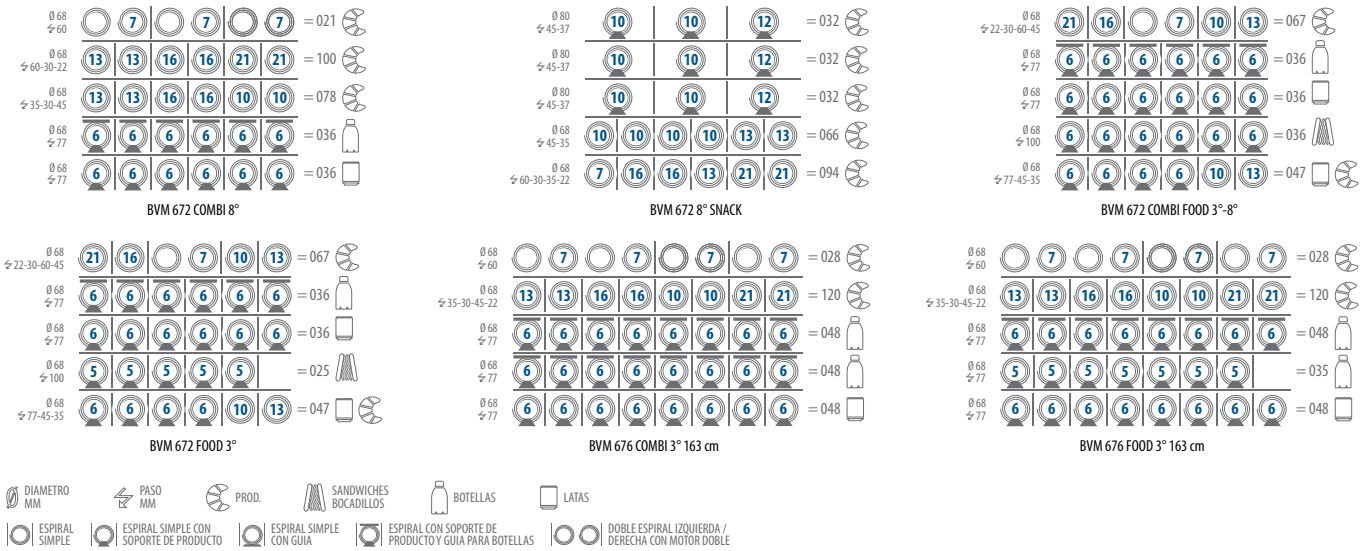 Ø 68 7 7 7 = 021
60
Ø 68 13 13 16 16 21 21 = 100
60-30-22
Ø 68 13 13 16 16 10 10 = 078
35-30-45
Ø 68 6 6 6 6 6 6 = 036
77
Ø 68 6 6 6 6 6 6 = 036
77
BVM 672 COMBI 8°
Ø 80 10 10 12 = 032
45-37
Ø 80 10 10 12 = 032
45-37
Ø 80 10 10 12 = 032
45-37
Ø 68 10 10 10 10 13 13 = 066
45-35
Ø 68 7 16 16 13 21 21 = 094
60-30-35-22
BVM 672 8° SNACK
Ø 68 21 16 7 10 13 = 067
22-30-60-45
Ø 68 6 6 6 6 6 6 = 036
77
Ø 68 6 6 6 6 6 6 = 036
77
Ø 68 6 6 6 6 6 6 = 036
100
Ø 68 6 6 6 6 10 13 = 047
77-45-35
BVM 672 COMBI FOOD 3°-8°
Ø 68 21 16 7 10 13 = 067
22-30-60-45
Ø 68 6 6 6 6 6 6 = 036
77
Ø 68 6 6 6 6 6 6 = 036
77
Ø 68 5 5 5 5 5 = 025
100
Ø 68 6 6 6 6 10 13 = 047
77-45-35
BVM 672 FOOD 3°
Ø 68 7 7 7 7 = 028
60
Ø 68 13 13 16 16 10 10 21 21 = 120
35-30-45-22
Ø 68 6 6 6 6 6 6 6 6 = 048
77
Ø 68 6 6 6 6 6 6 6 6 = 048
77
Ø 68 6 6 6 6 6 6 6 6 = 048
77
BVM 676 COMBI 3° 163 cm
Ø 68 7 7 7 7 = 028
60
Ø 68 13 13 16 16 10 10 21 21 = 120
35-30-45-22
Ø 68 6 6 6 6 6 6 6 6 = 048
77
Ø 68 5 5 5 5 5 5 5 = 035
77
Ø 68 6 6 6 6 6 6 6 6 = 048
77
BVM 676 FOOD 3° 163 cm
DIAMETRO
MM
PASO
MM
PROD.
SANDWICHES
BOCADILLOS
BOTELLAS
LATAS
ESPIRAL
SIMPLE
ESPIRAL SIMPLE CON
SOPORTE DE PRODUCTO
ESPIRAL SIMPLE
CON GUIA
ESPIRAL CON SOPORTE DE
PRODUCTO Y GUIA PARA BOTELLAS
DOBLE ESPIRAL IZQUIERDA /
DERECHA CON MOTOR DOBLE